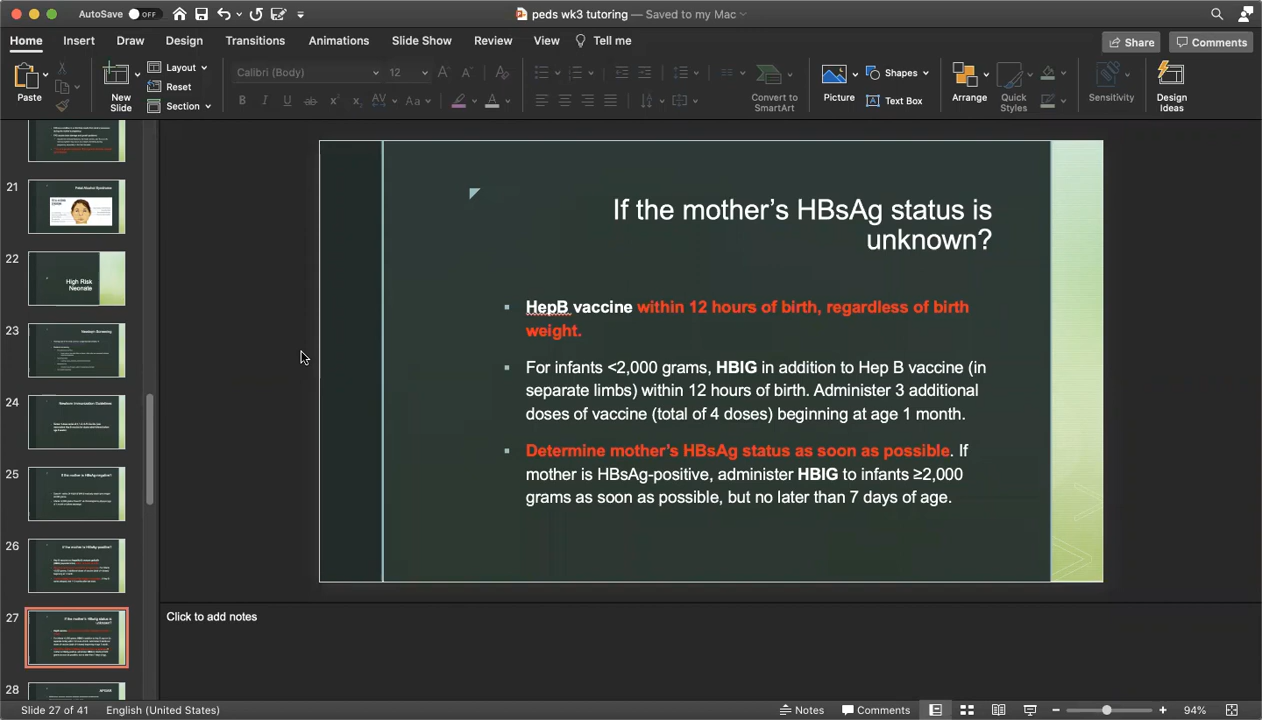 AutoSave OFF
peds wk3 tutoring — Saved to my Mac
Home Insert Draw Design Transitions Animations Slide Show Review View Tell me
Share Comments
Paste
New Slide
Layout
Reset
Section
Calibri (Body) 12
Convert to SmartArt
Picture
Shapes
Text Box
Arrange
Quick Styles
Sensitivity
Design Ideas
21
22
High Risk
Neonate
23
24
25
26
27
28
If the mother's HBsAg status is
unknown?
HepB vaccine within 12 hours of birth, regardless of birth
weight.
For infants <2,000 grams, HBIG in addition to Hep B vaccine (in
separate limbs) within 12 hours of birth. Administer 3 additional
doses of vaccine (total of 4 doses) beginning at age 1 month.
Determine mother's HBsAg status as soon as possible. If
mother is HBsAg-positive, administer HBIG to infants ≥2,000
grams as soon as possible, but no later than 7 days of age.
Click to add notes
Slide 27 of 41 English (United States)
Notes Comments 94%